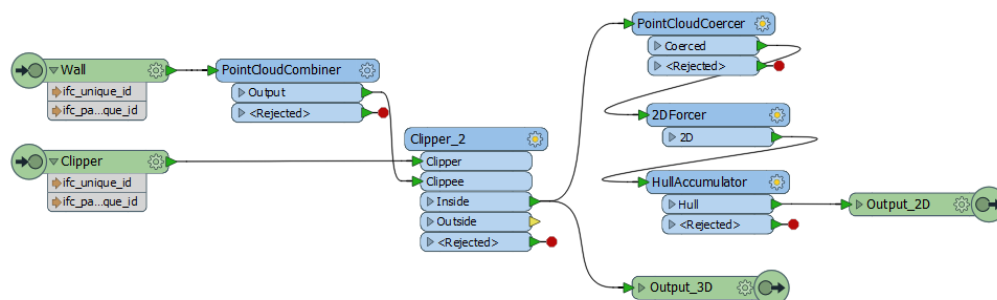 Wall
ifc_unique_id
ifc_pa...que_id
PointCloudCombiner
Output
<Rejected>
Clipper
ifc_unique_id
ifc_pa...que_id
Clipper_2
Clipper
Clippee
Inside
Outside
<Rejected>
PointCloudCoercer
Coerced
<Rejected>
2DForcer
2D
HullAccumulator
Hull
<Rejected>
Output_2D
Output_3D